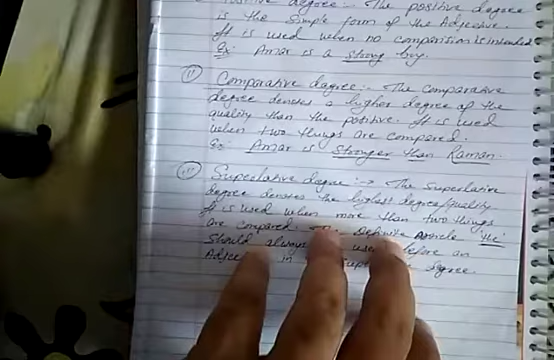 degree :- The positive degree
is the simple form of the Adjective.
It is used when no comparision is intended
Ex: Amar is a strong boy.
(ii) Comparative degree :- The comparative
degree denotes a higher degree of the
quality than the positive. It is used
when two things are compared.
Ex: Amar is Stronger than Raman.
(iii) Superlative degree :→ The Superlative
degree denotes the highest degree/quality
It is used when more than two things
are compared. Definite Article 'the'
should always used before an
in degree.